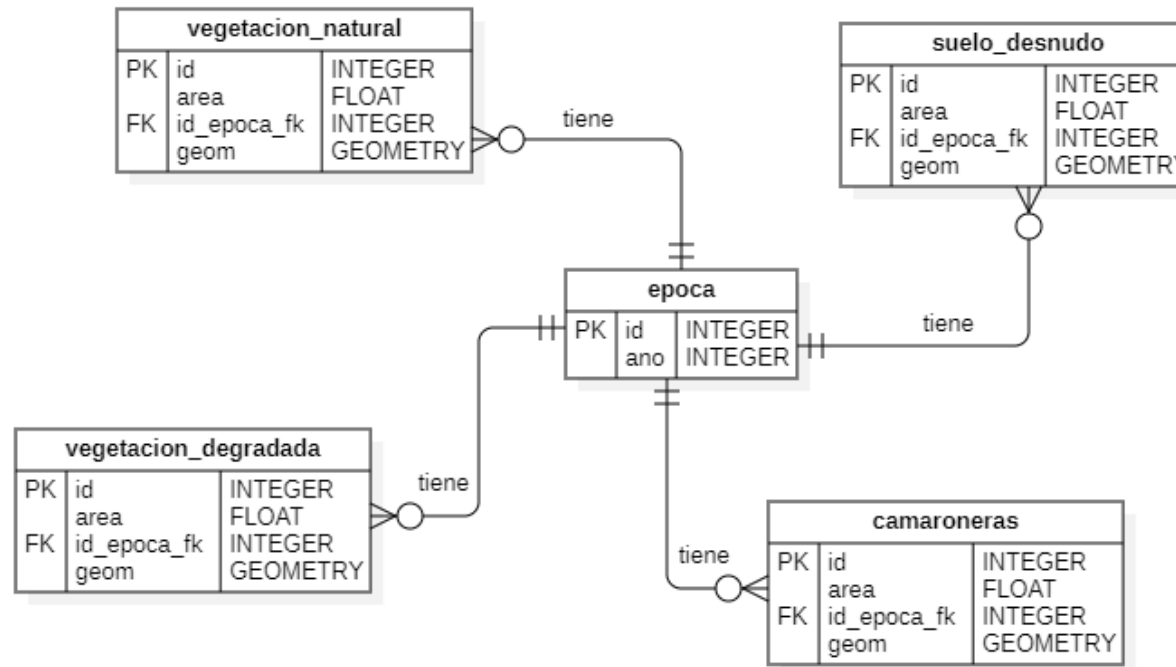 vegetacion_natural
PK id INTEGER
area FLOAT
FK id_epoca_fk INTEGER
geom GEOMETRY
tiene
suelo_desnudo
PK id INTEGER
area FLOAT
FK id_epoca_fk INTEGER
geom GEOMETRY
tiene
epoca
PK id INTEGER
ano INTEGER
vegetacion_degradada
PK id INTEGER
area FLOAT
FK id_epoca_fk INTEGER
geom GEOMETRY
tiene
camaroneras
PK id INTEGER
area FLOAT
FK id_epoca_fk INTEGER
geom GEOMETRY
tiene